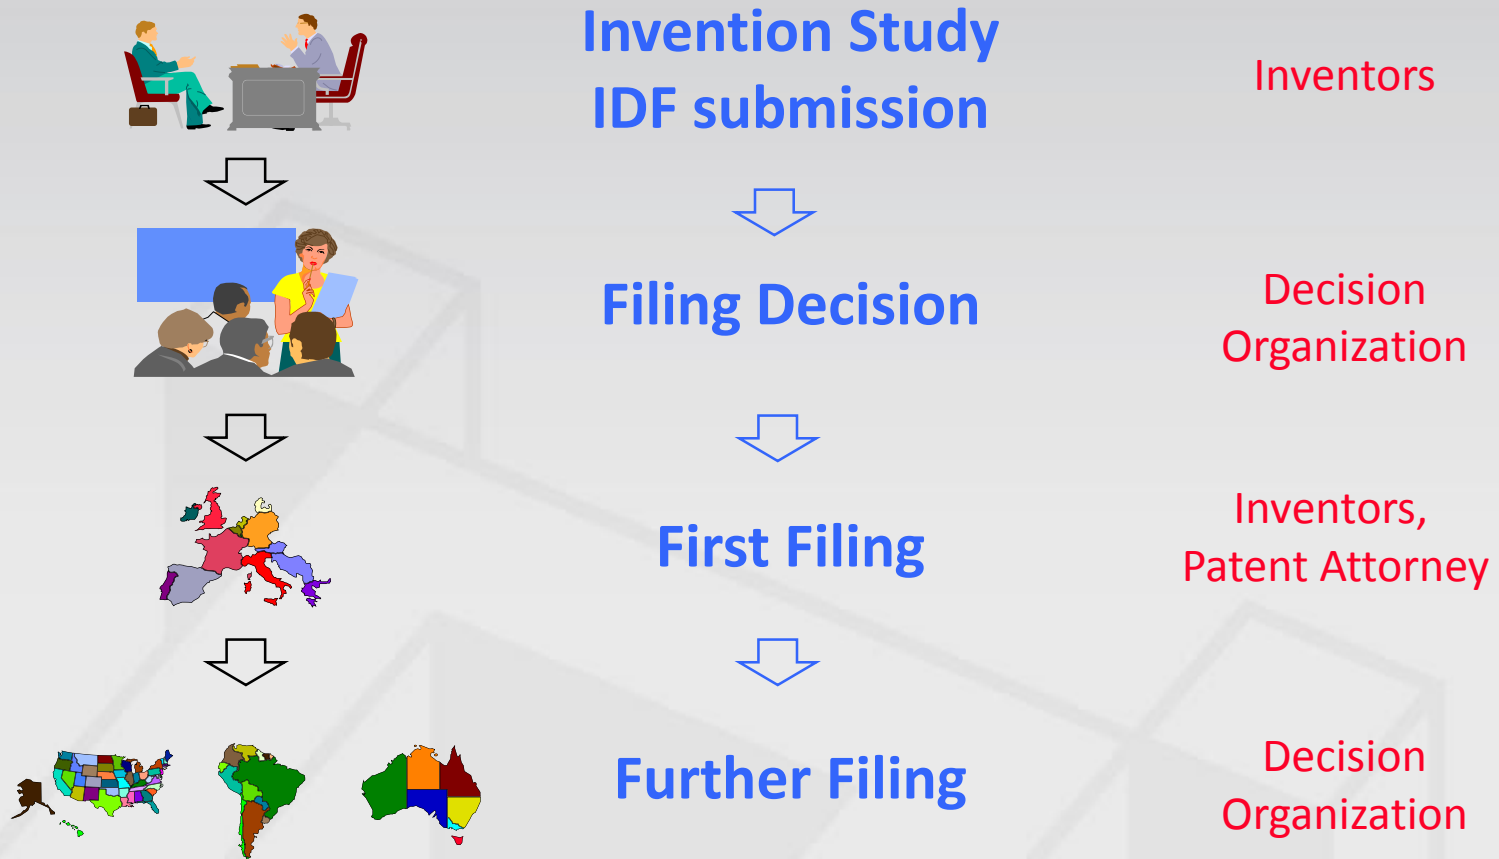 Invention Study
IDF submission
Inventors
Filing Decision
Decision
Organization
First Filing
Inventors,
Patent Attorney
Further Filing
Decision
Organization